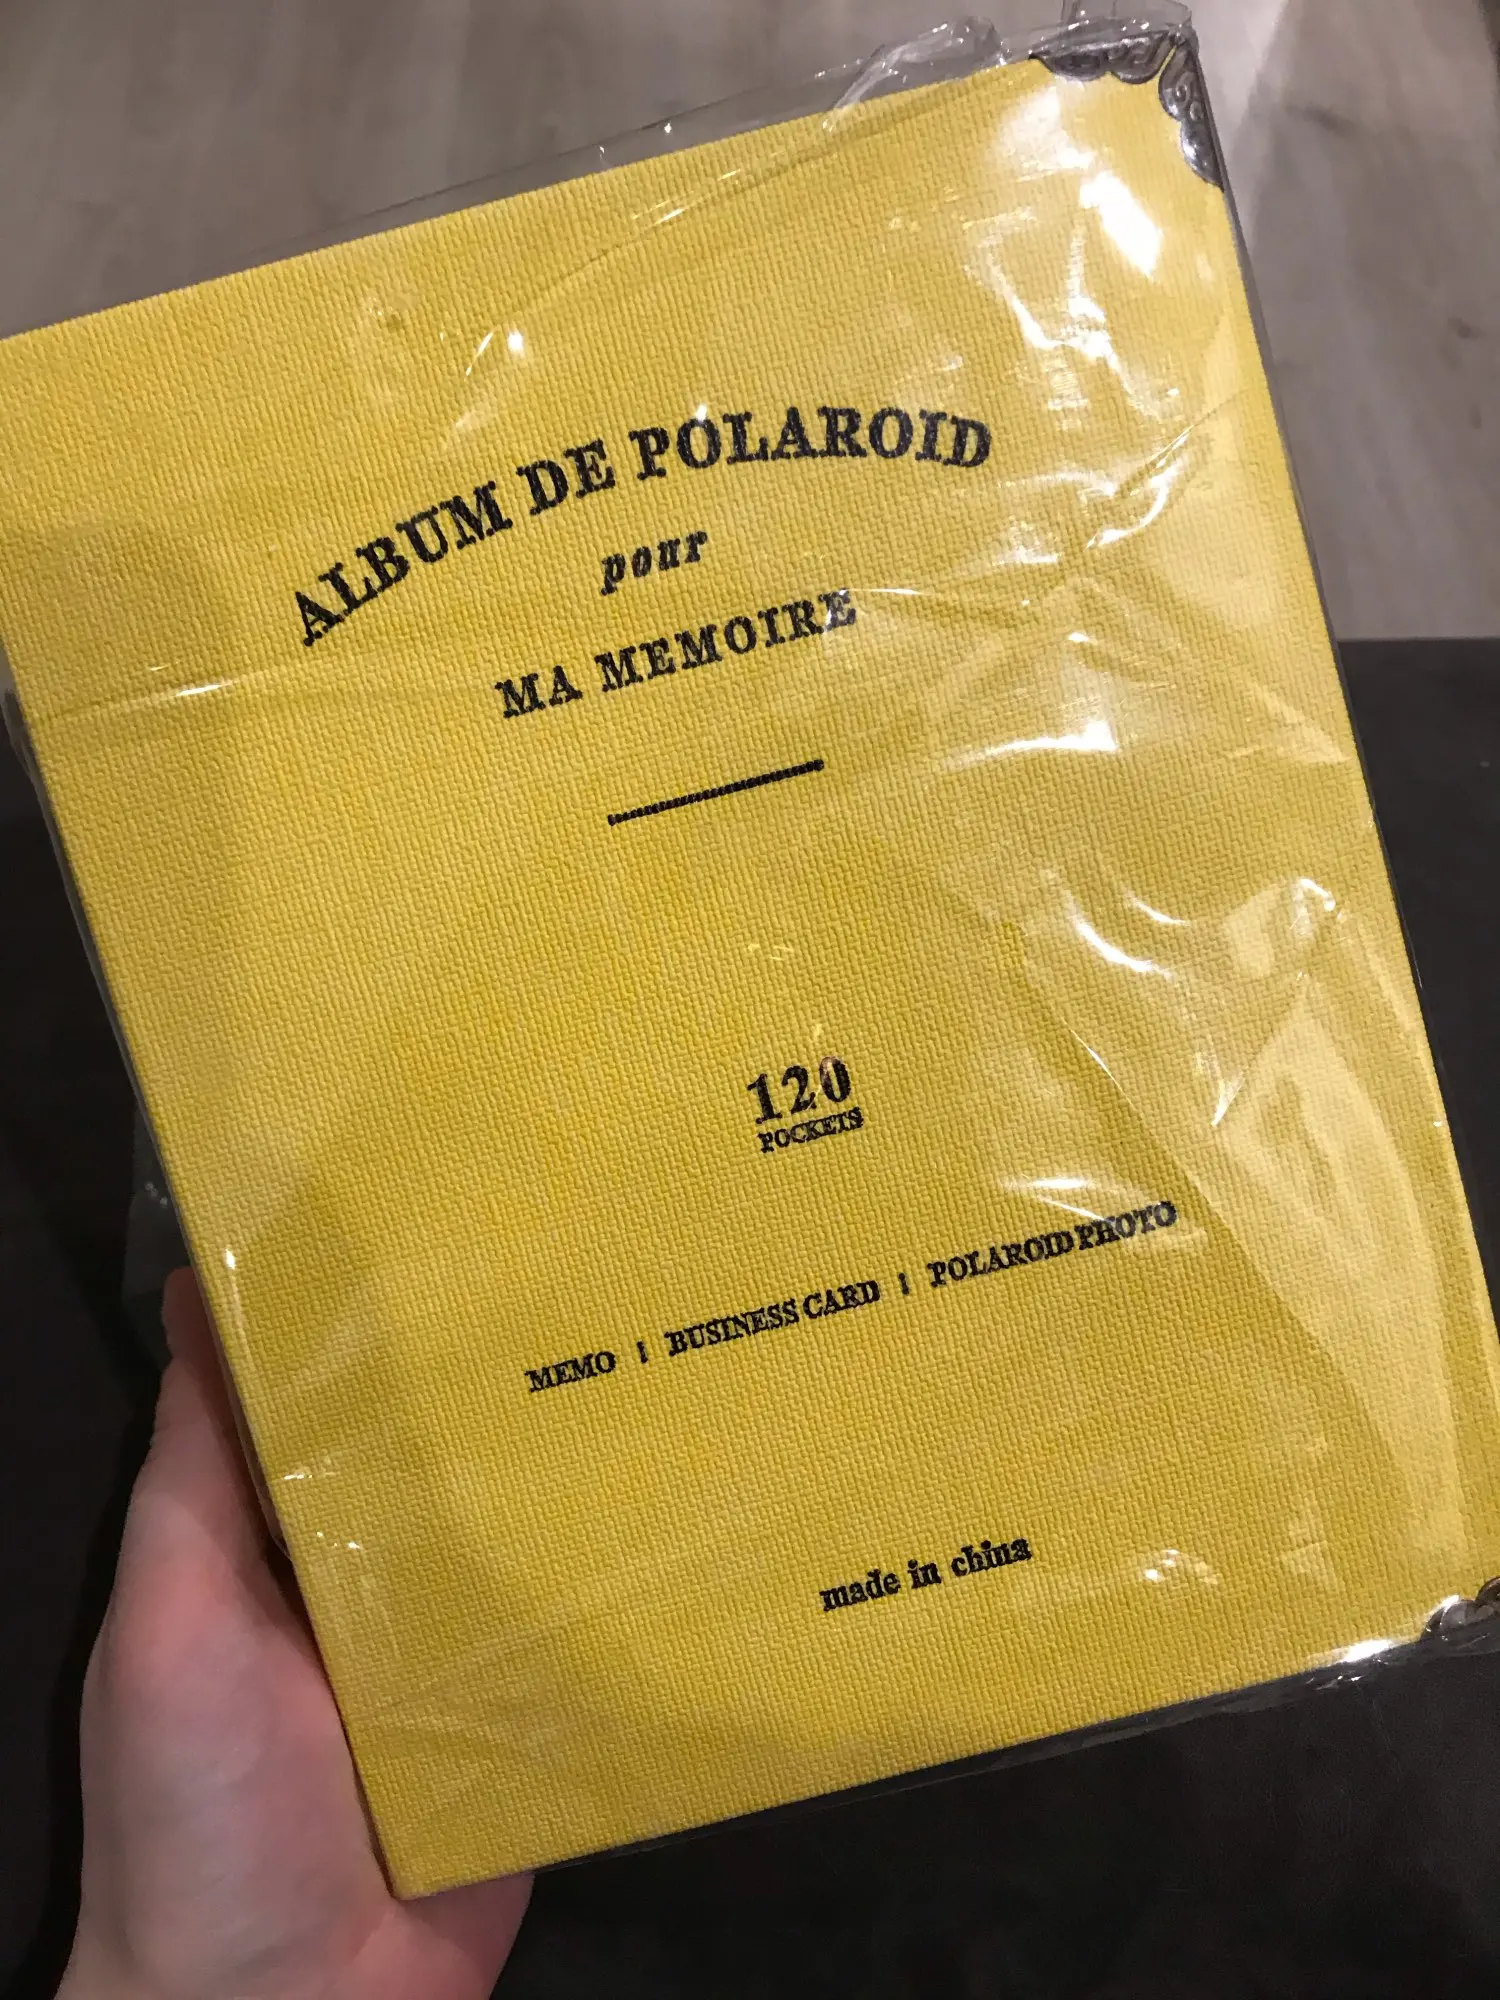 ALBUM DE POLAROID
pour
MA MEMOIRE
120
POCKETS
MEMO | BUSINESS CARD | POLAROID PHOTO
made in china